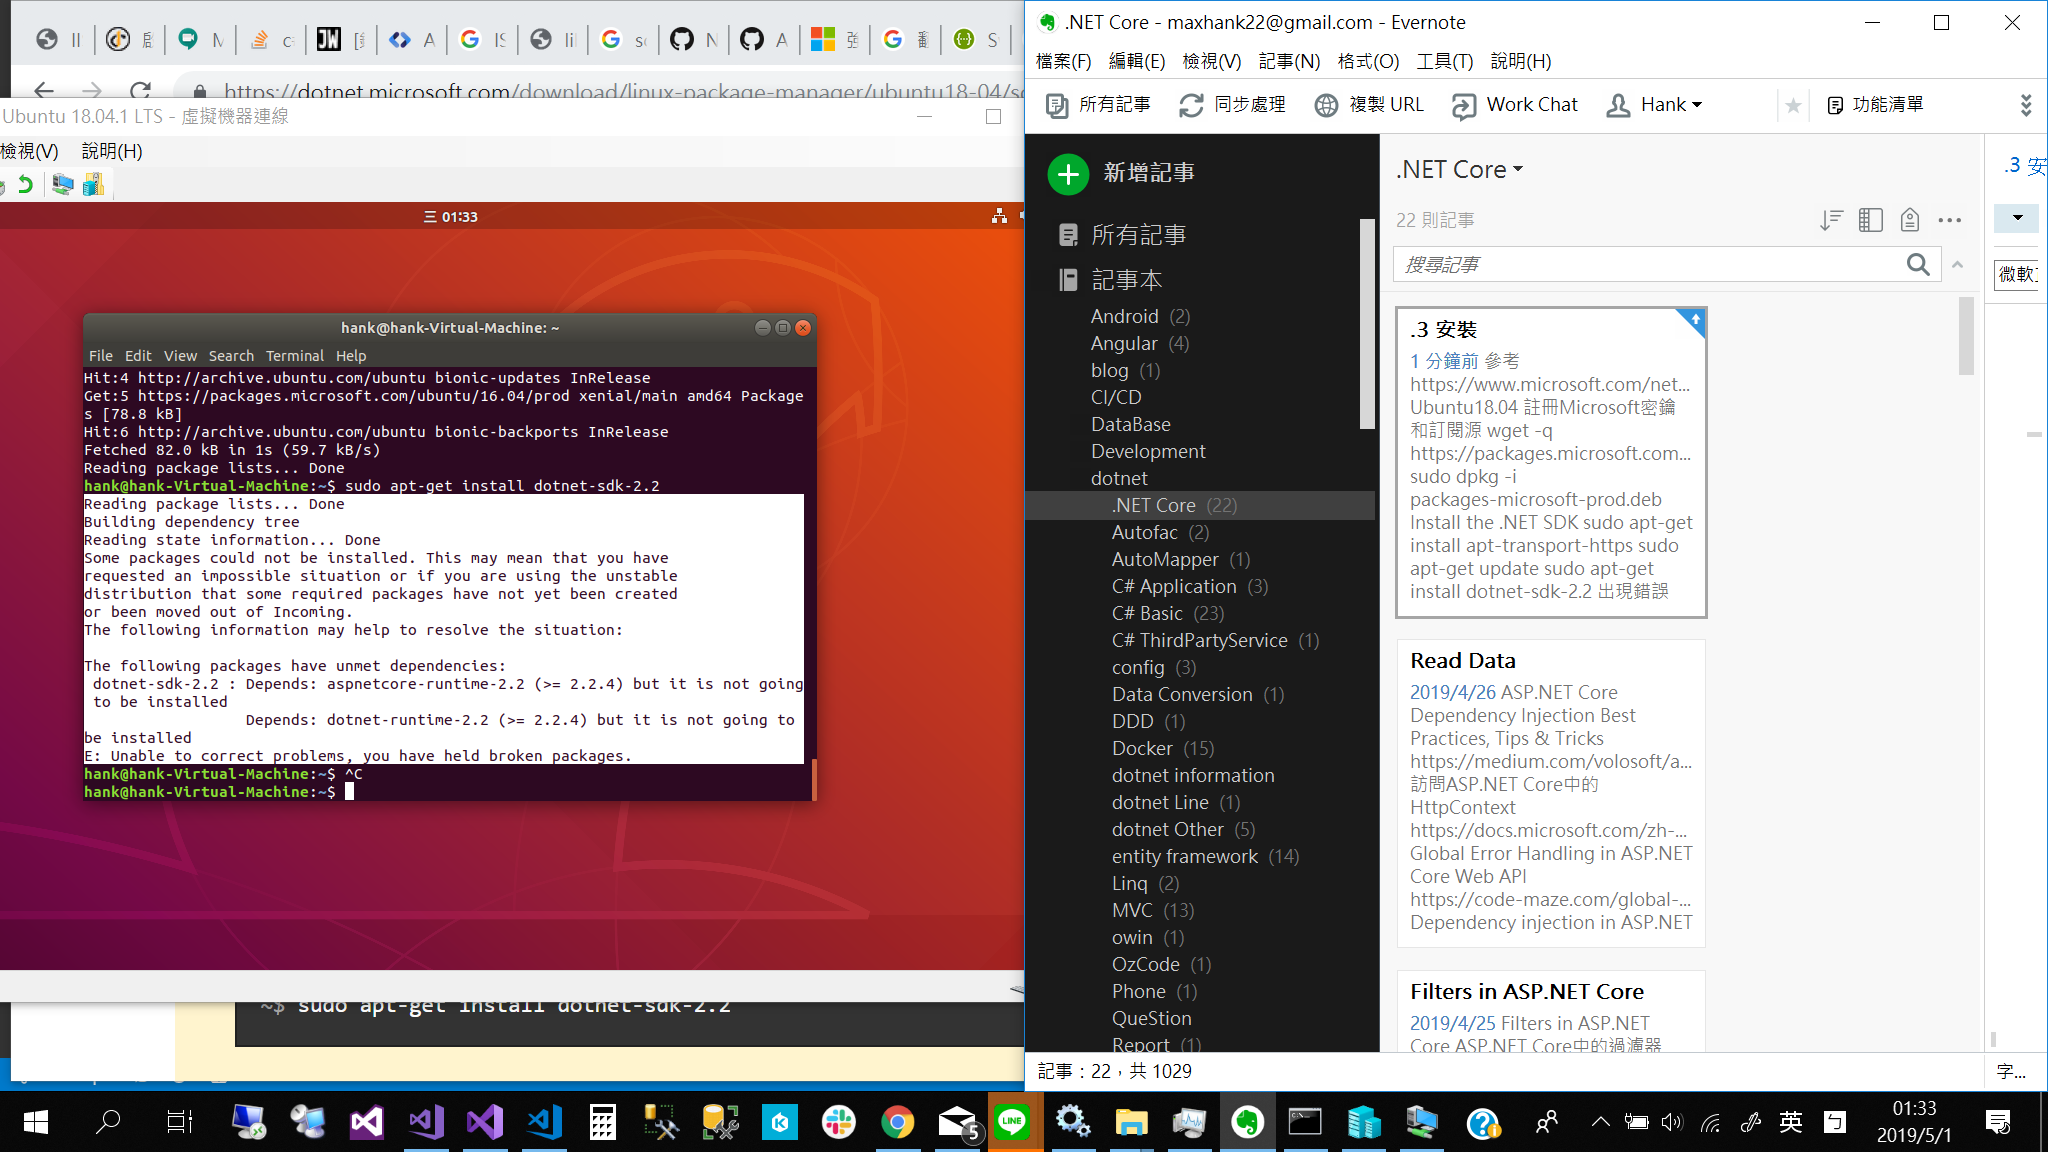 https://dotnet.microsoft.com/download/linux-package-manager/ubuntu18-04/
Ubuntu 18.04.1 LTS - 虛擬機器連線
檢視(V) 說明(H)
三 01:33
hank@hank-Virtual-Machine: ~
File Edit View Search Terminal Help
Hit:4 http://archive.ubuntu.com/ubuntu bionic-updates InRelease
Get:5 https://packages.microsoft.com/ubuntu/16.04/prod xenial/main amd64 Package
s [78.8 kB]
Hit:6 http://archive.ubuntu.com/ubuntu bionic-backports InRelease
Fetched 82.0 kB in 1s (59.7 kB/s)
Reading package lists... Done
hank@hank-Virtual-Machine:~$ sudo apt-get install dotnet-sdk-2.2
Reading package lists... Done
Building dependency tree
Reading state information... Done
Some packages could not be installed. This may mean that you have
requested an impossible situation or if you are using the unstable
distribution that some required packages have not yet been created
or been moved out of Incoming.
The following information may help to resolve the situation:
The following packages have unmet dependencies:
dotnet-sdk-2.2 : Depends: aspnetcore-runtime-2.2 (>= 2.2.4) but it is not going
to be installed
Depends: dotnet-runtime-2.2 (>= 2.2.4) but it is not going to
be installed
E: Unable to correct problems, you have held broken packages.
hank@hank-Virtual-Machine:~$ ^C
hank@hank-Virtual-Machine:~$
~$ sudo apt-get install dotnet-sdk-2.2
.NET Core - maxhank22@gmail.com - Evernote
檔案(F) 編輯(E) 檢視(V) 記事(N) 格式(O) 工具(T) 說明(H)
所有記事 同步處理 複製 URL Work Chat Hank 功能清單
新增記事
所有記事
記事本
Android (2)
Angular (4)
blog (1)
CI/CD
DataBase
Development
dotnet
.NET Core (22)
Autofac (2)
AutoMapper (1)
C# Application (3)
C# Basic (23)
C# ThirdPartyService (1)
config (3)
Data Conversion (1)
DDD (1)
Docker (15)
dotnet information
dotnet Line (1)
dotnet Other (5)
entity framework (14)
Linq (2)
MVC (13)
owin (1)
OzCode (1)
Phone (1)
QueStion
Report (1)
.NET Core
22 則記事
搜尋記事
.3 安裝
1 分鐘前 參考
https://www.microsoft.com/net...
Ubuntu18.04 註冊Microsoft密鑰
和訂閱源 wget -q
https://packages.microsoft.com...
sudo dpkg -i
packages-microsoft-prod.deb
Install the .NET SDK sudo apt-get
install apt-transport-https sudo
apt-get update sudo apt-get
install dotnet-sdk-2.2 出現錯誤
Read Data
2019/4/26 ASP.NET Core
Dependency Injection Best
Practices, Tips & Tricks
https://medium.com/volosoft/a...
訪問ASP.NET Core中的
HttpContext
https://docs.microsoft.com/zh-...
Global Error Handling in ASP.NET
Core Web API
https://code-maze.com/global-...
Dependency injection in ASP.NET
Filters in ASP.NET Core
2019/4/25 Filters in ASP.NET
Core ASP.NET Core中的過濾器
.3 安
微軟
記事：22，共 1029
字...
5
LINE
英
01:33
2019/5/1